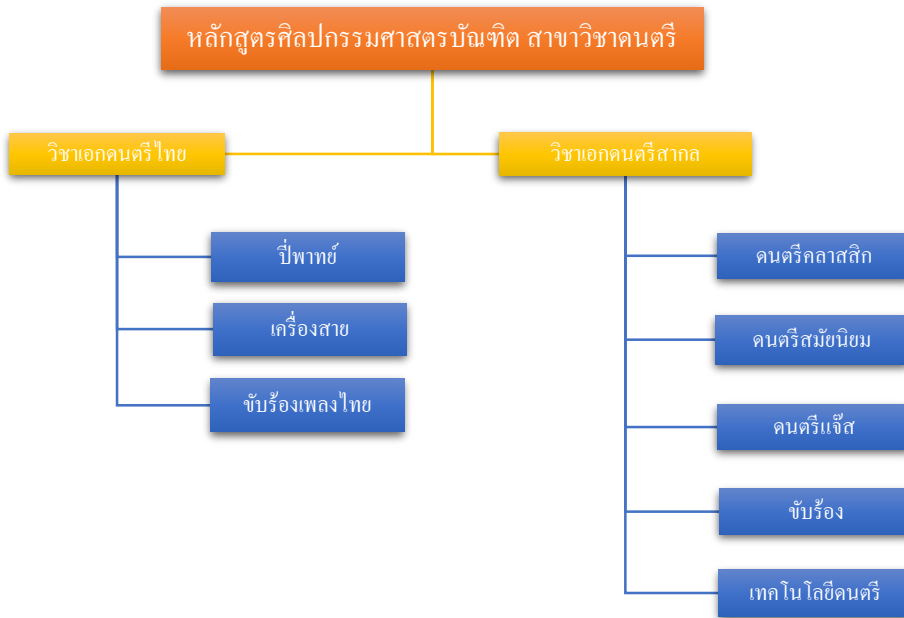 หลักสูตรศิลปกรรมศาสตรบัณฑิต สาขาวิชาดนตรี
วิชาเอกดนตรีไทย
วิชาเอกดนตรีสากล
ปี่พาทย์
เครื่องสาย
ขับร้องเพลงไทย
ดนตรีคลาสสิก
ดนตรีสมัยนิยม
ดนตรีแจ๊ส
ขับร้อง
เทคโนโลยีดนตรี